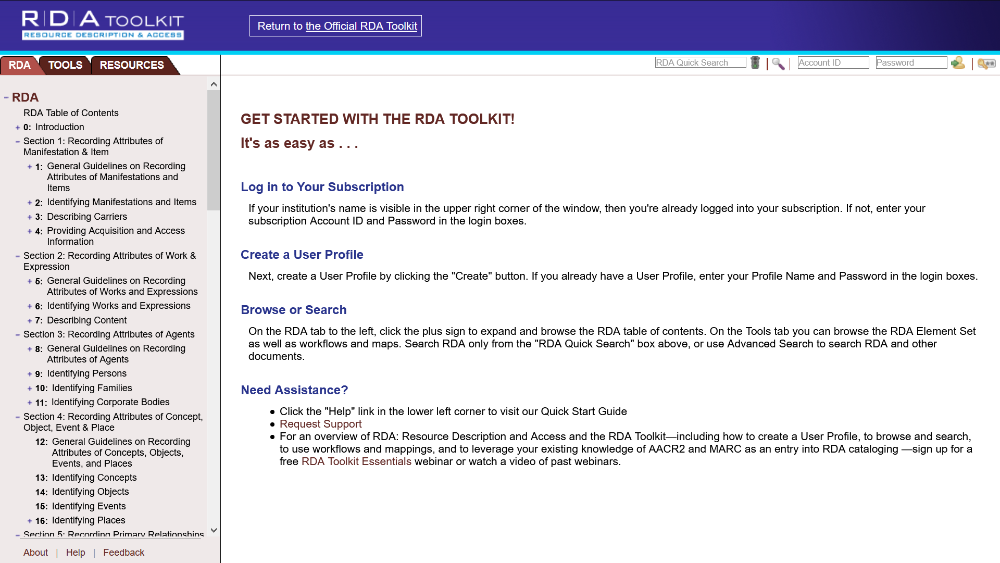 R|D|A TOOLKIT
RESOURCE DESCRIPTION & ACCESS
Return to the Official RDA Toolkit
RDA TOOLS RESOURCES
RDA Quick Search
Account ID
Password
RDA
RDA Table of Contents
0: Introduction
Section 1: Recording Attributes of
Manifestation & Item
1: General Guidelines on Recording
Attributes of Manifestations and
Items
2: Identifying Manifestations and Items
3: Describing Carriers
4: Providing Acquisition and Access
Information
Section 2: Recording Attributes of Work &
Expression
5: General Guidelines on Recording
Attributes of Works and Expressions
6: Identifying Works and Expressions
7: Describing Content
Section 3: Recording Attributes of Agents
8: General Guidelines on Recording
Attributes of Agents
9: Identifying Persons
10: Identifying Families
11: Identifying Corporate Bodies
Section 4: Recording Attributes of Concept,
Object, Event & Place
12: General Guidelines on Recording
Attributes of Concepts, Objects,
Events, and Places
13: Identifying Concepts
14: Identifying Objects
15: Identifying Events
16: Identifying Places
Section 5: Recording Primary Relationships
About | Help | Feedback
GET STARTED WITH THE RDA TOOLKIT!
It's as easy as . . .
Log in to Your Subscription
If your institution's name is visible in the upper right corner of the window, then you're already logged into your subscription. If not, enter your
subscription Account ID and Password in the login boxes.
Create a User Profile
Next, create a User Profile by clicking the "Create" button. If you already have a User Profile, enter your Profile Name and Password in the login boxes.
Browse or Search
On the RDA tab to the left, click the plus sign to expand and browse the RDA table of contents. On the Tools tab you can browse the RDA Element Set
as well as workflows and maps. Search RDA only from the "RDA Quick Search" box above, or use Advanced Search to search RDA and other
documents.
Need Assistance?
Click the "Help" link in the lower left corner to visit our Quick Start Guide
Request Support
For an overview of RDA: Resource Description and Access and the RDA Toolkit—including how to create a User Profile, to browse and search,
to use workflows and mappings, and to leverage your existing knowledge of AACR2 and MARC as an entry into RDA cataloging —sign up for a
free RDA Toolkit Essentials webinar or watch a video of past webinars.